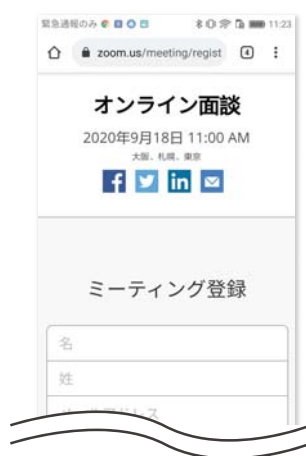 緊急通報のみ 11:23
zoom.us/meeting/regist 4
オンライン面談
2020年9月18日 11:00 AM
大阪、札幌、東京
ミーティング登録
名
姓